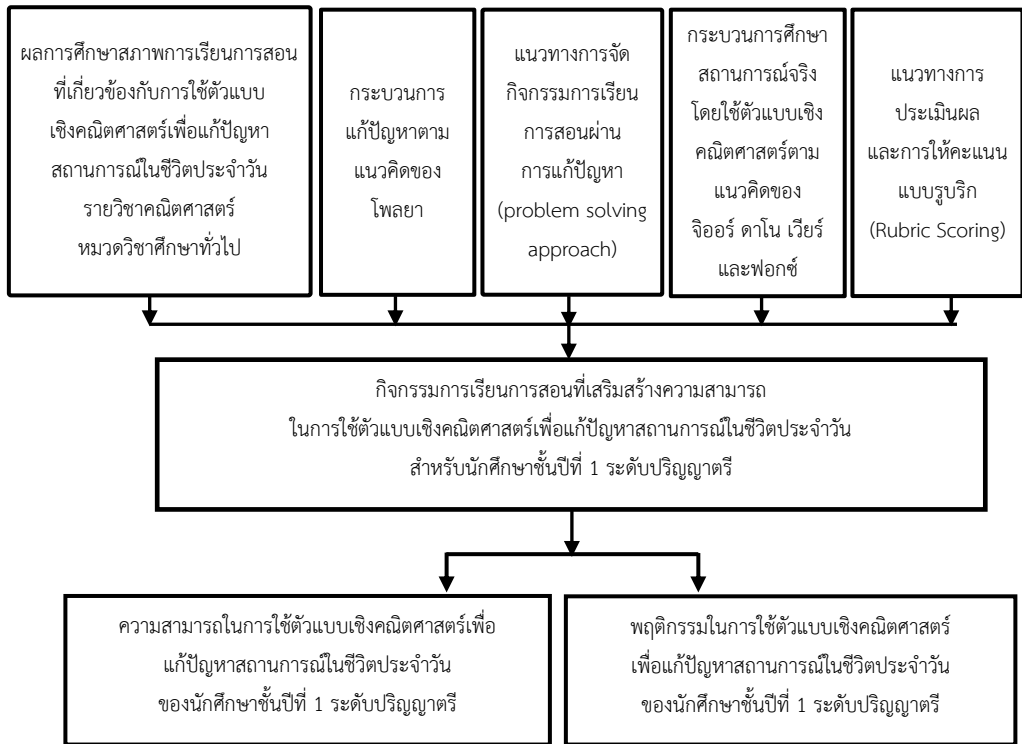 ผลการศึกษาสภาพการเรียนการสอน
ที่เกี่ยวข้องกับการใช้ตัวแบบ
เชิงคณิตศาสตร์เพื่อแก้ปัญหา
สถานการณ์ในชีวิตประจำวัน
รายวิชาคณิตศาสตร์
หมวดวิชาศึกษาทั่วไป
กระบวนการ
แก้ปัญหาตาม
แนวคิดของ
โพลยา
แนวทางการจัด
กิจกรรมการเรียน
การสอนผ่าน
การแก้ปัญหา
(problem solving
approach)
กระบวนการศึกษา
สถานการณ์จริง
โดยใช้ตัวแบบเชิง
คณิตศาสตร์ตาม
แนวคิดของ
จิออร์ ดาโน เวียร์
และฟอกซ์
แนวทางการ
ประเมินผล
และการให้คะแนน
แบบรูบริก
(Rubric Scoring)
กิจกรรมการเรียนการสอนที่เสริมสร้างความสามารถ
ในการใช้ตัวแบบเชิงคณิตศาสตร์เพื่อแก้ปัญหาสถานการณ์ในชีวิตประจำวัน
สำหรับนักศึกษาชั้นปีที่ 1 ระดับปริญญาตรี
ความสามารถในการใช้ตัวแบบเชิงคณิตศาสตร์เพื่อ
แก้ปัญหาสถานการณ์ในชีวิตประจำวัน
ของนักศึกษาชั้นปีที่ 1 ระดับปริญญาตรี
พฤติกรรมในการใช้ตัวแบบเชิงคณิตศาสตร์
เพื่อแก้ปัญหาสถานการณ์ในชีวิตประจำวัน
ของนักศึกษาชั้นปีที่ 1 ระดับปริญญาตรี